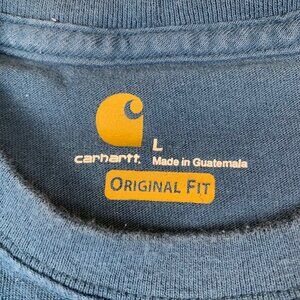 L
carhartt. Made in Guatemala
ORIGINAL FIT